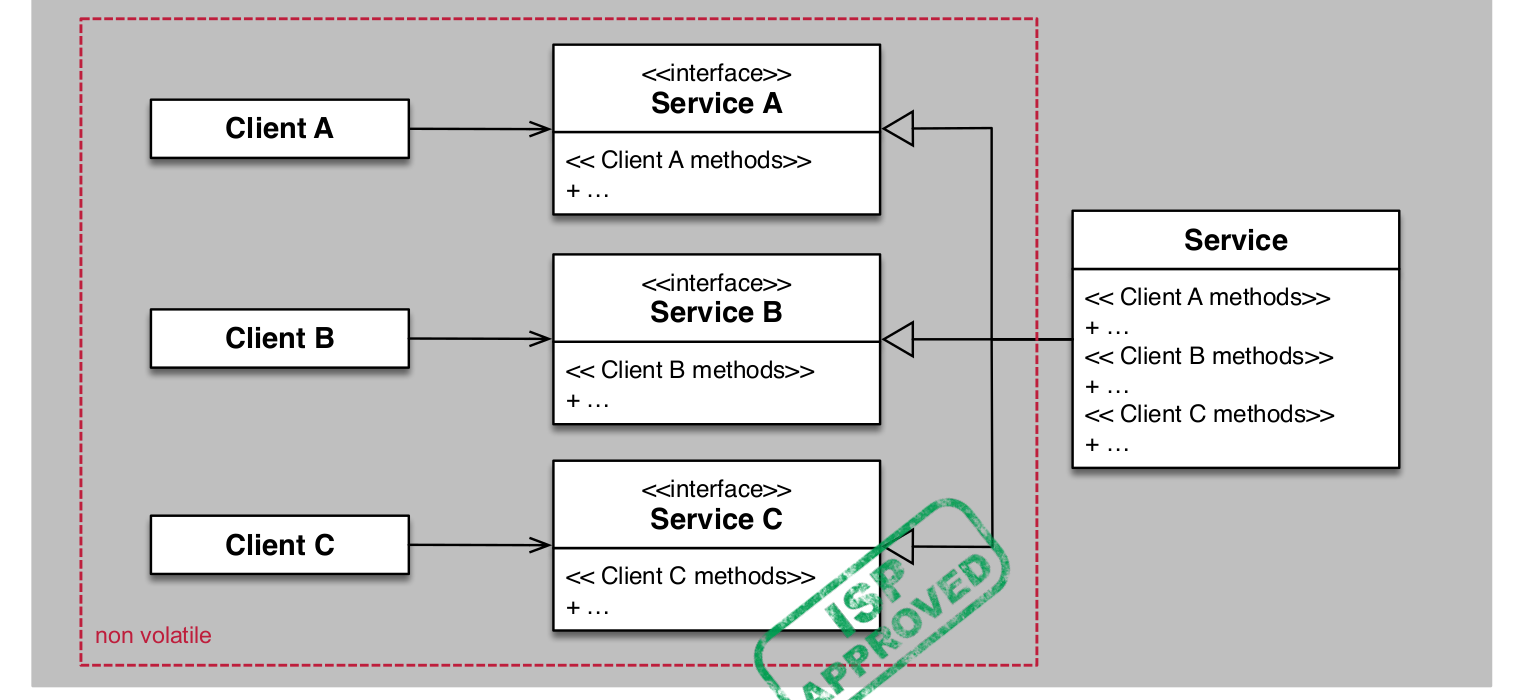 <<interface>>
Service A
<< Client A methods>>
+ …
Client A
<<interface>>
Service B
<< Client B methods>>
+ …
Client B
<<interface>>
Service C
<< Client C methods>>
+ …
Client C
Service
<< Client A methods>>
+ …
<< Client B methods>>
+ …
<< Client C methods>>
+ …
non volatile
ISP
APPROVED